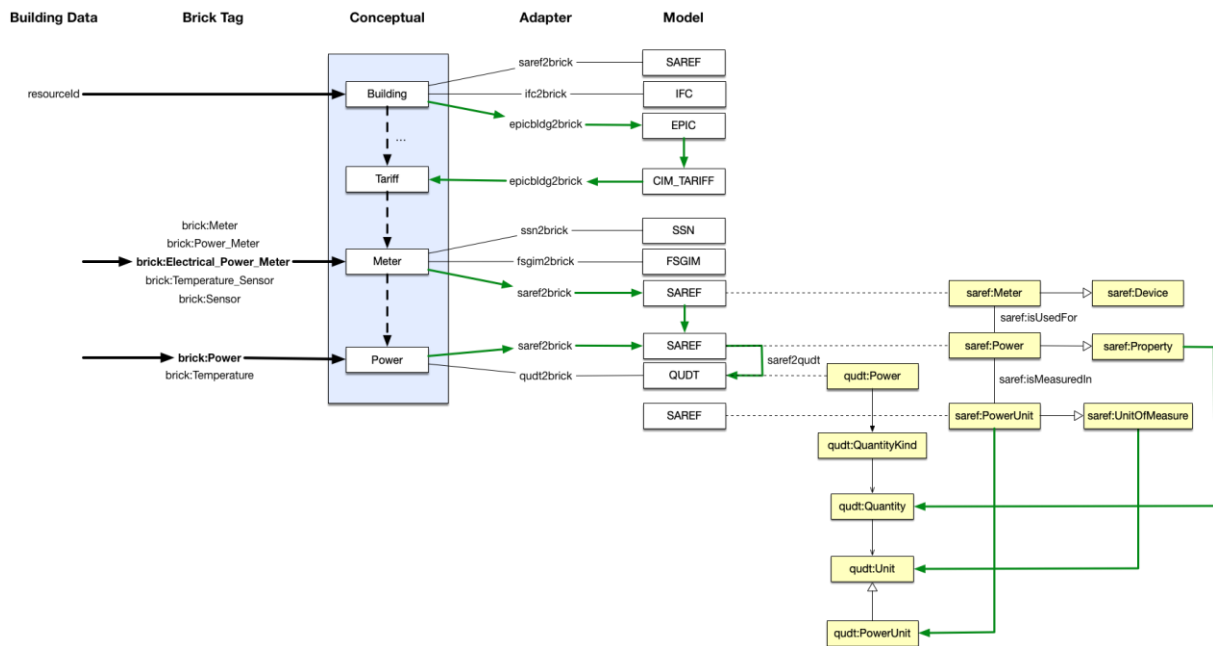 Building Data
Brick Tag
Conceptual
Adapter
Model
saref2brick
SAREF
resourceId
Building
ifc2brick
IFC
epicbldg2brick
EPIC
...
Tariff
epicbldg2brick
CIM_TARIFF
brick:Meter
brick:Power_Meter
brick:Electrical_Power_Meter
brick:Temperature_Sensor
brick:Sensor
ssn2brick
SSN
Meter
fsgim2brick
FSGIM
saref2brick
SAREF
saref:Meter
saref:Device
saref:isUsedFor
brick:Power
brick:Temperature
Power
saref2brick
SAREF
saref2qudt
saref:Power
saref:Property
qudt2brick
QUDT
qudt:Power
saref:isMeasuredIn
SAREF
saref:PowerUnit
saref:UnitOfMeasure
qudt:QuantityKind
qudt:Quantity
qudt:Unit
qudt:PowerUnit